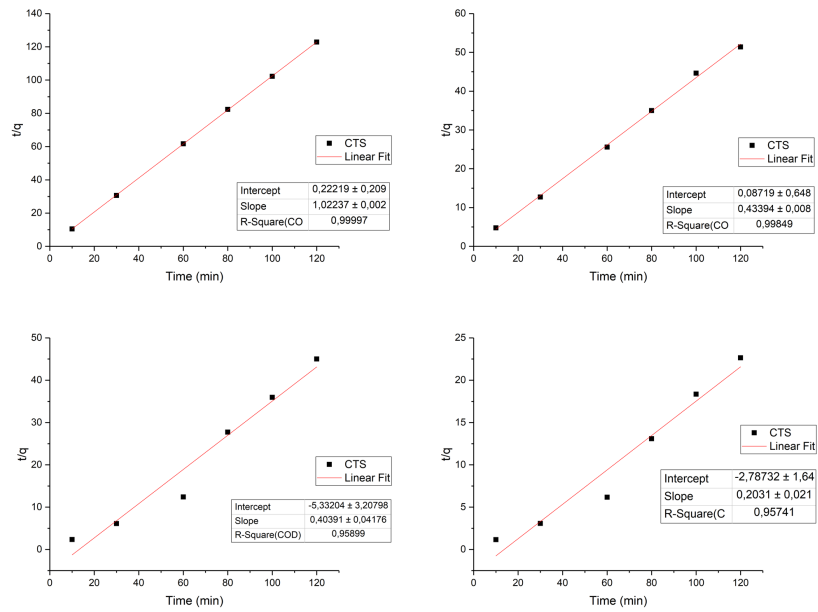 140
120
100
80
60
40
20
0
t/q
CTS
Linear Fit
Intercept 0,22219 ± 0,209
Slope 1,02237 ± 0,002
R-Square(CO 0,99997
0 20 40 60 80 100 120
Time (min)
60
50
40
30
20
10
0
t/q
CTS
Linear Fit
Intercept 0,08719 ± 0,648
Slope 0,43394 ± 0,008
R-Square(CO 0,99849
0 20 40 60 80 100 120
Time (min)
50
40
30
20
10
0
t/q
CTS
Linear Fit
Intercept -5,33204 ± 3,20798
Slope 0,40391 ± 0,04176
R-Square(COD) 0,95899
0 20 40 60 80 100 120
Time (min)
25
20
15
10
5
0
t/q
CTS
Linear Fit
Intercept -2,78732 ± 1,64
Slope 0,2031 ± 0,021
R-Square(C 0,95741
0 20 40 60 80 100 120
Time (min)